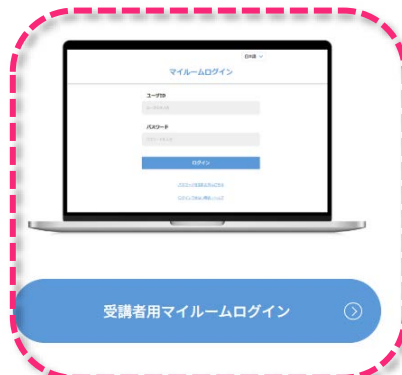 日本語
マイルームログイン
ユーザID
パスワード
ログイン
受講者用マイルームログイン